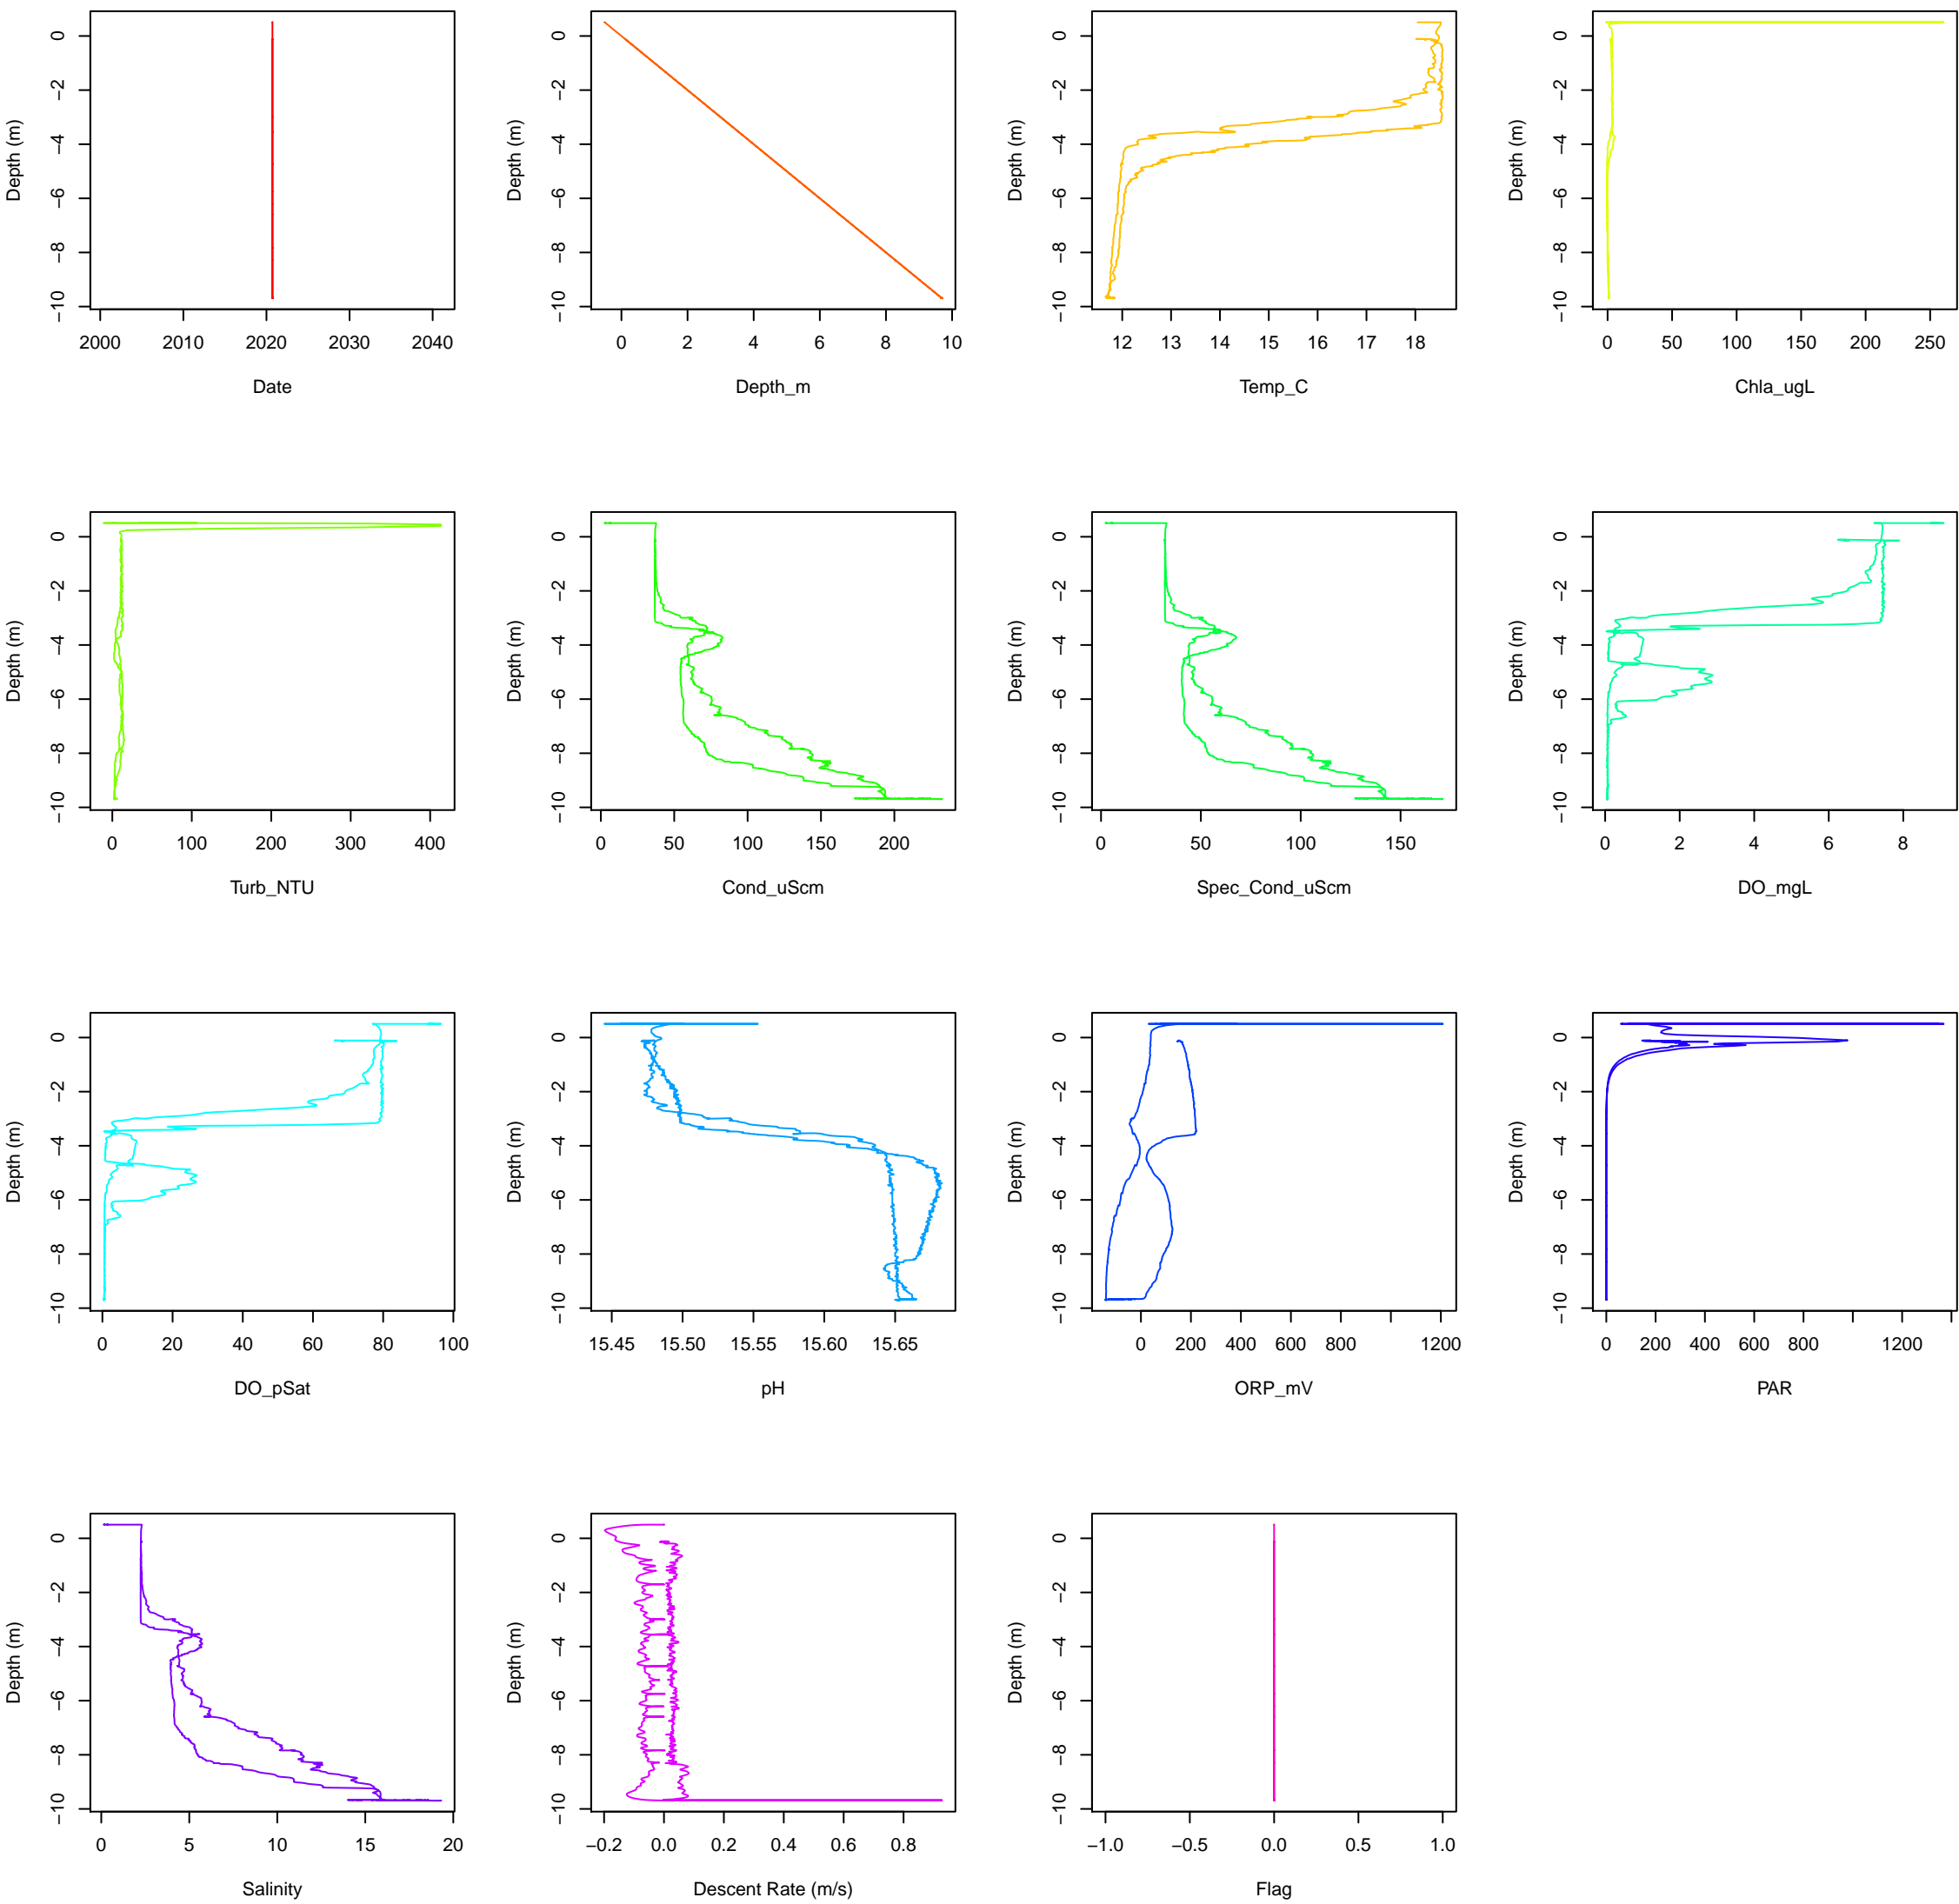 Depth (m)
0
−2
−4
−6
−8
−10
2000 2010 2020 2030 2040
Date
Depth (m)
0
−2
−4
−6
−8
−10
0 2 4 6 8 10
Depth_m
Depth (m)
0
−2
−4
−6
−8
−10
12 13 14 15 16 17 18
Temp_C
Depth (m)
0
−2
−4
−6
−8
−10
0 50 100 150 200 250
Chla_ugL
Depth (m)
0
−2
−4
−6
−8
−10
0 100 200 300 400
Turb_NTU
Depth (m)
0
−2
−4
−6
−8
−10
0 50 100 150 200
Cond_uScm
Depth (m)
0
−2
−4
−6
−8
−10
0 50 100 150
Spec_Cond_uScm
Depth (m)
0
−2
−4
−6
−8
−10
0 2 4 6 8
DO_mgL
Depth (m)
0
−2
−4
−6
−8
−10
0 20 40 60 80 100
DO_pSat
Depth (m)
0
−2
−4
−6
−8
−10
15.45 15.50 15.55 15.60 15.65
pH
Depth (m)
0
−2
−4
−6
−8
−10
0 200 400 600 800 1200
ORP_mV
Depth (m)
0
−2
−4
−6
−8
−10
0 200 400 600 800 1200
PAR
Depth (m)
0
−2
−4
−6
−8
−10
0 5 10 15 20
Salinity
Depth (m)
0
−2
−4
−6
−8
−10
−0.2 0.0 0.2 0.4 0.6 0.8
Descent Rate (m/s)
Depth (m)
0
−2
−4
−6
−8
−10
−1.0 −0.5 0.0 0.5 1.0
Flag